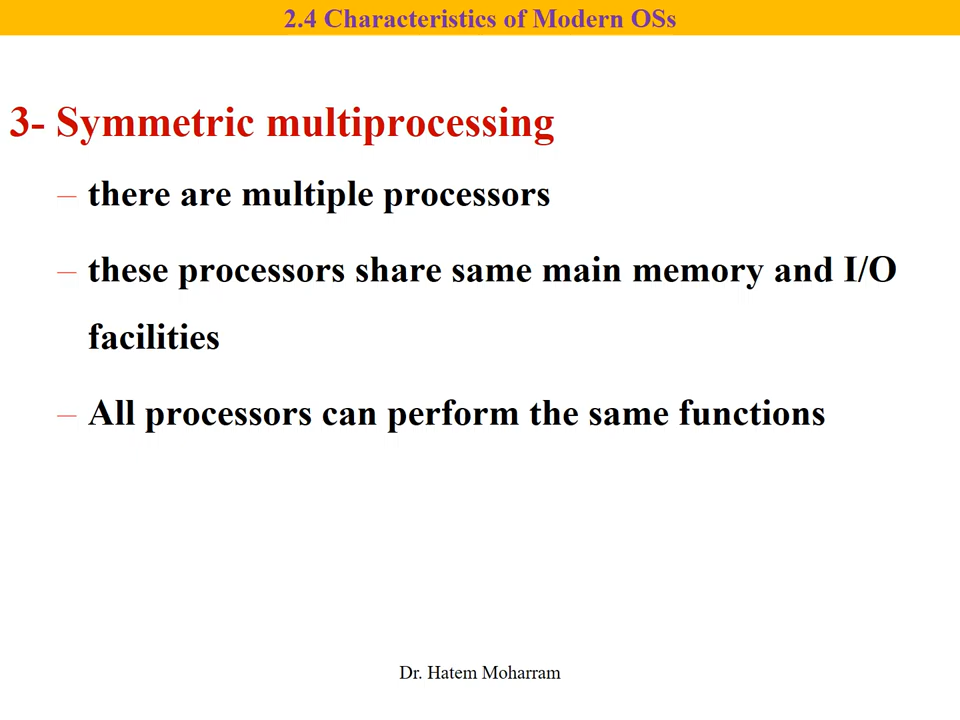 2.4 Characteristics of Modern OSs
3- Symmetric multiprocessing
– there are multiple processors
– these processors share same main memory and I/O
facilities
– All processors can perform the same functions
Dr. Hatem Moharram